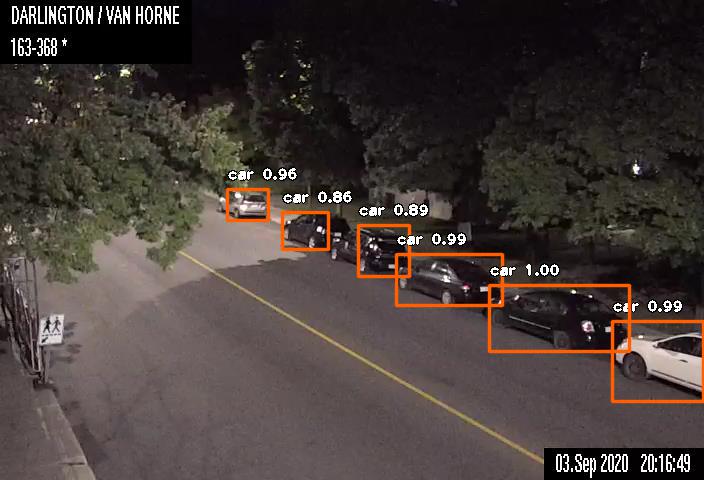 DARLINGTON / VAN HORNE
163-368 *
car 0.96
car 0.86
car 0.89
car 0.99
car 1.00
car 0.99
03.Sep 2020 20:16:49